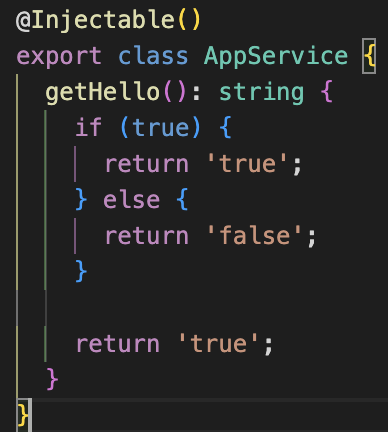 @Injectable()
export class AppService {
  getHello(): string {
    if (true) {
      return 'true';
    } else {
      return 'false';
    }

    return 'true';
  }
}